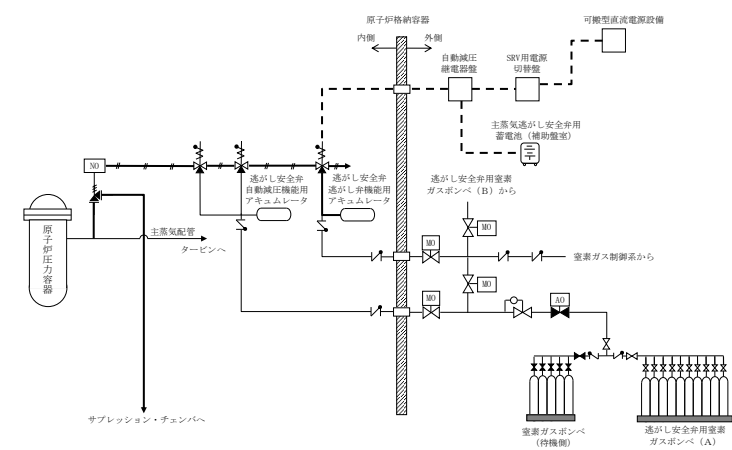 原子炉格納容器
内側
外側
可搬型直流電源設備
自動減圧
継電器盤
SRV用電源
切替盤
主蒸気逃がし安全弁用
蓄電池（補助盤室）
NO
逃がし安全弁
自動減圧機能用
アキュムレータ
逃がし安全弁
逃がし弁機能用
アキュムレータ
逃がし安全弁用窒素
ガスボンベ（B）から
MO
MO
窒素ガス制御系から
原子炉圧力容器
主蒸気配管
タービンへ
MO
MO
AO
サプレッション・チェンバへ
窒素ガスボンベ
（待機側）
逃がし安全弁用窒素
ガスボンベ（A）